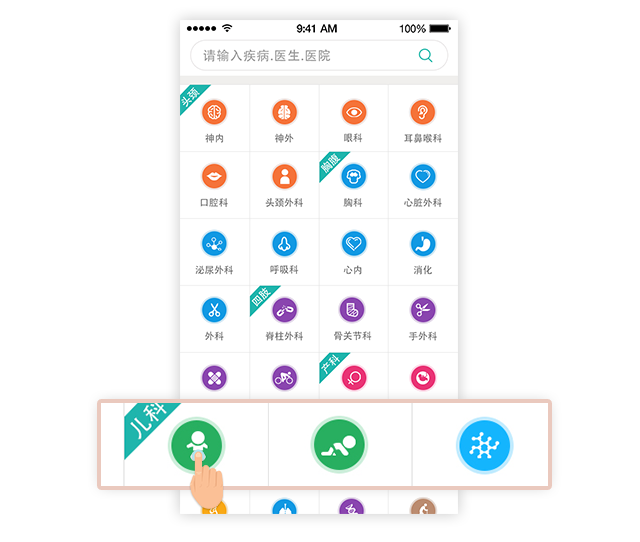 9:41 AM 100%
请输入疾病.医生.医院
头颈
神内 神外 眼科 耳鼻喉科
胸腹
口腔科 头颈外科 胸科 心脏外科
泌尿外科 呼吸科 心内 消化
四肢
外科 脊柱外科 骨关节科 手外科
产科
儿科